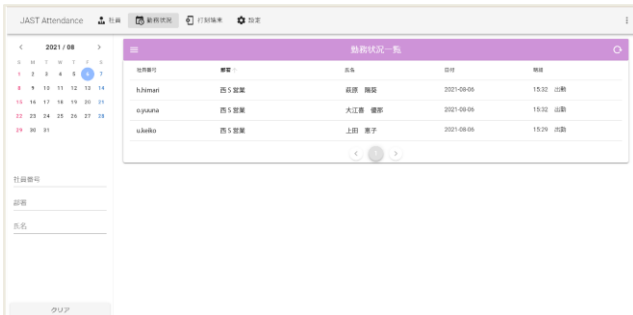 JAST Attendance 社員 勤務状況 打刻端末 設定
2021 / 08
S M T W T F S
1 2 3 4 5 6 7
8 9 10 11 12 13 14
15 16 17 18 19 20 21
22 23 24 25 26 27 28
29 30 31
社員番号
部署
氏名
クリア
勤務状況一覧
社員番号 部署 氏名 日付 時刻
h.himari 西S営業 萩原 陽葵 2021-08-06 15:32 出勤
o.yuuna 西S営業 大江喜 優那 2021-08-06 15:32 出勤
u.keiko 西S営業 上田 恵子 2021-08-06 15:29 出勤
1